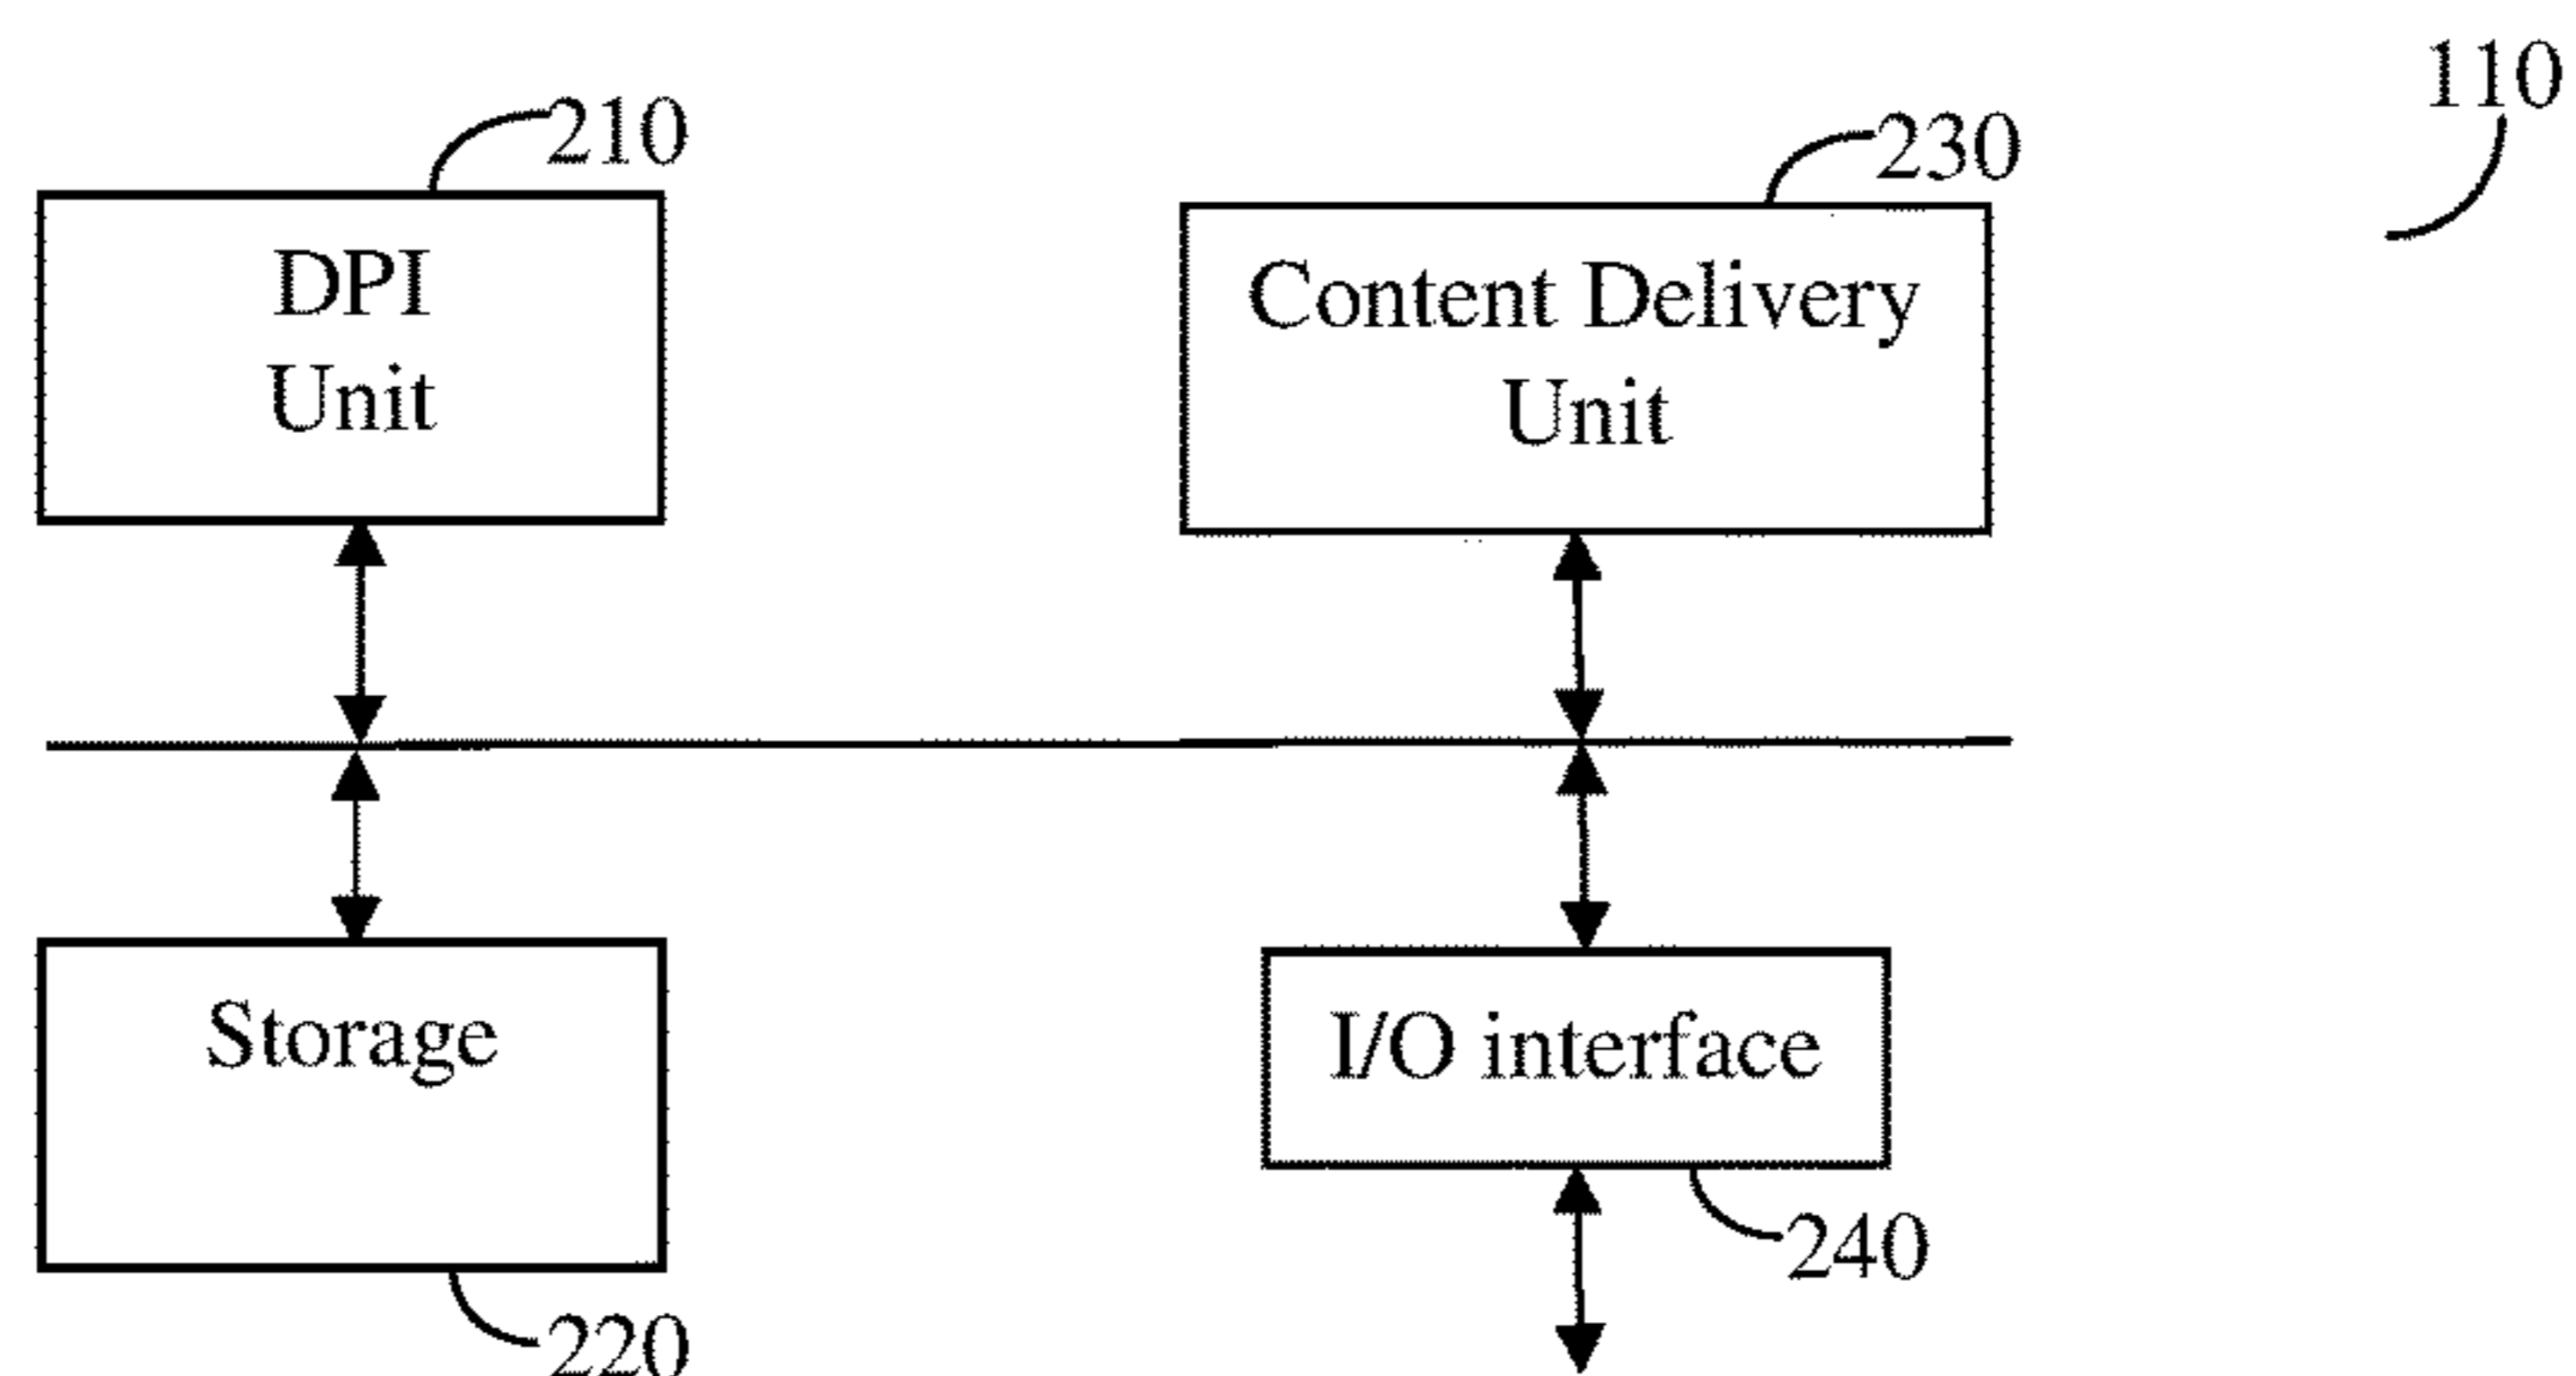 110
210
230
DPI
Unit
Content Delivery
Unit
Storage
I/O interface
240
220